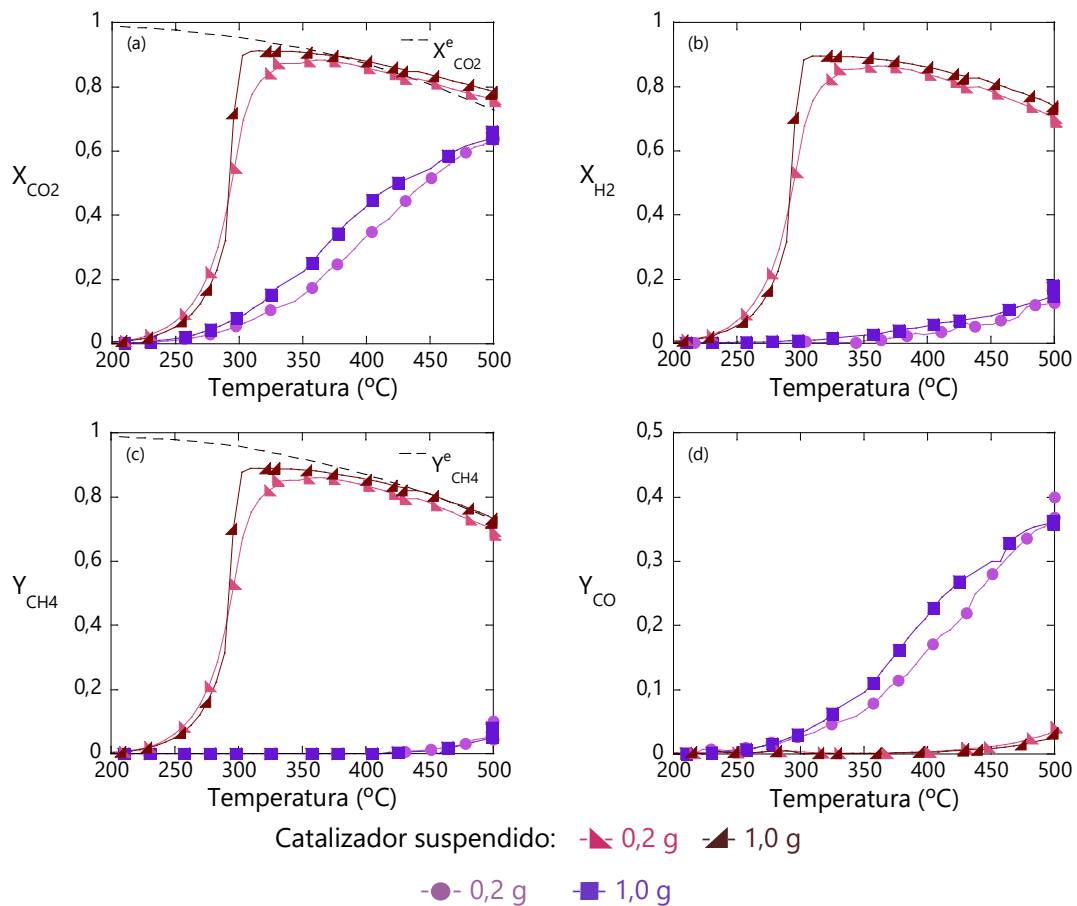 (a)
X^e_CO2
1
0,8
0,6
0,4
0,2
0
X_CO2
200 250 300 350 400 450 500
Temperatura (ºC)
(b)
1
0,8
0,6
0,4
0,2
0
X_H2
200 250 300 350 400 450 500
Temperatura (ºC)
(c)
Y^e_CH4
1
0,8
0,6
0,4
0,2
0
Y_CH4
200 250 300 350 400 450 500
Temperatura (ºC)
(d)
0,5
0,4
0,3
0,2
0,1
0
Y_CO
200 250 300 350 400 450 500
Temperatura (ºC)
Catalizador suspendido: 0,2 g 1,0 g
0,2 g 1,0 g